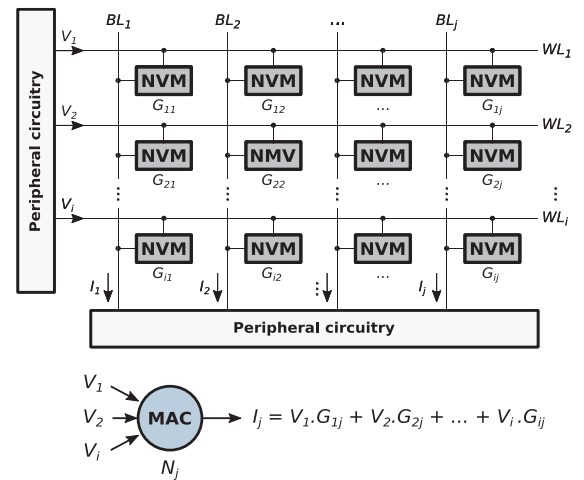 BL1 BL2 ... BLj
Peripheral circuitry
V1 WL1
NVM NVM NVM NVM
G11 G12 ... G1j
V2 WL2
NVM NMV NVM NVM
G21 G22 ... G2j
⋮ ⋮ ⋮ ⋮ ⋮
Vi WLi
NVM NVM NVM NVM
Gi1 Gi2 ... Gij
I1 I2 ⋮ Ij
Peripheral circuitry
V1
V2 MAC Ij = V1.G1j + V2.G2j + ... + Vi.Gij
Vi
Nj